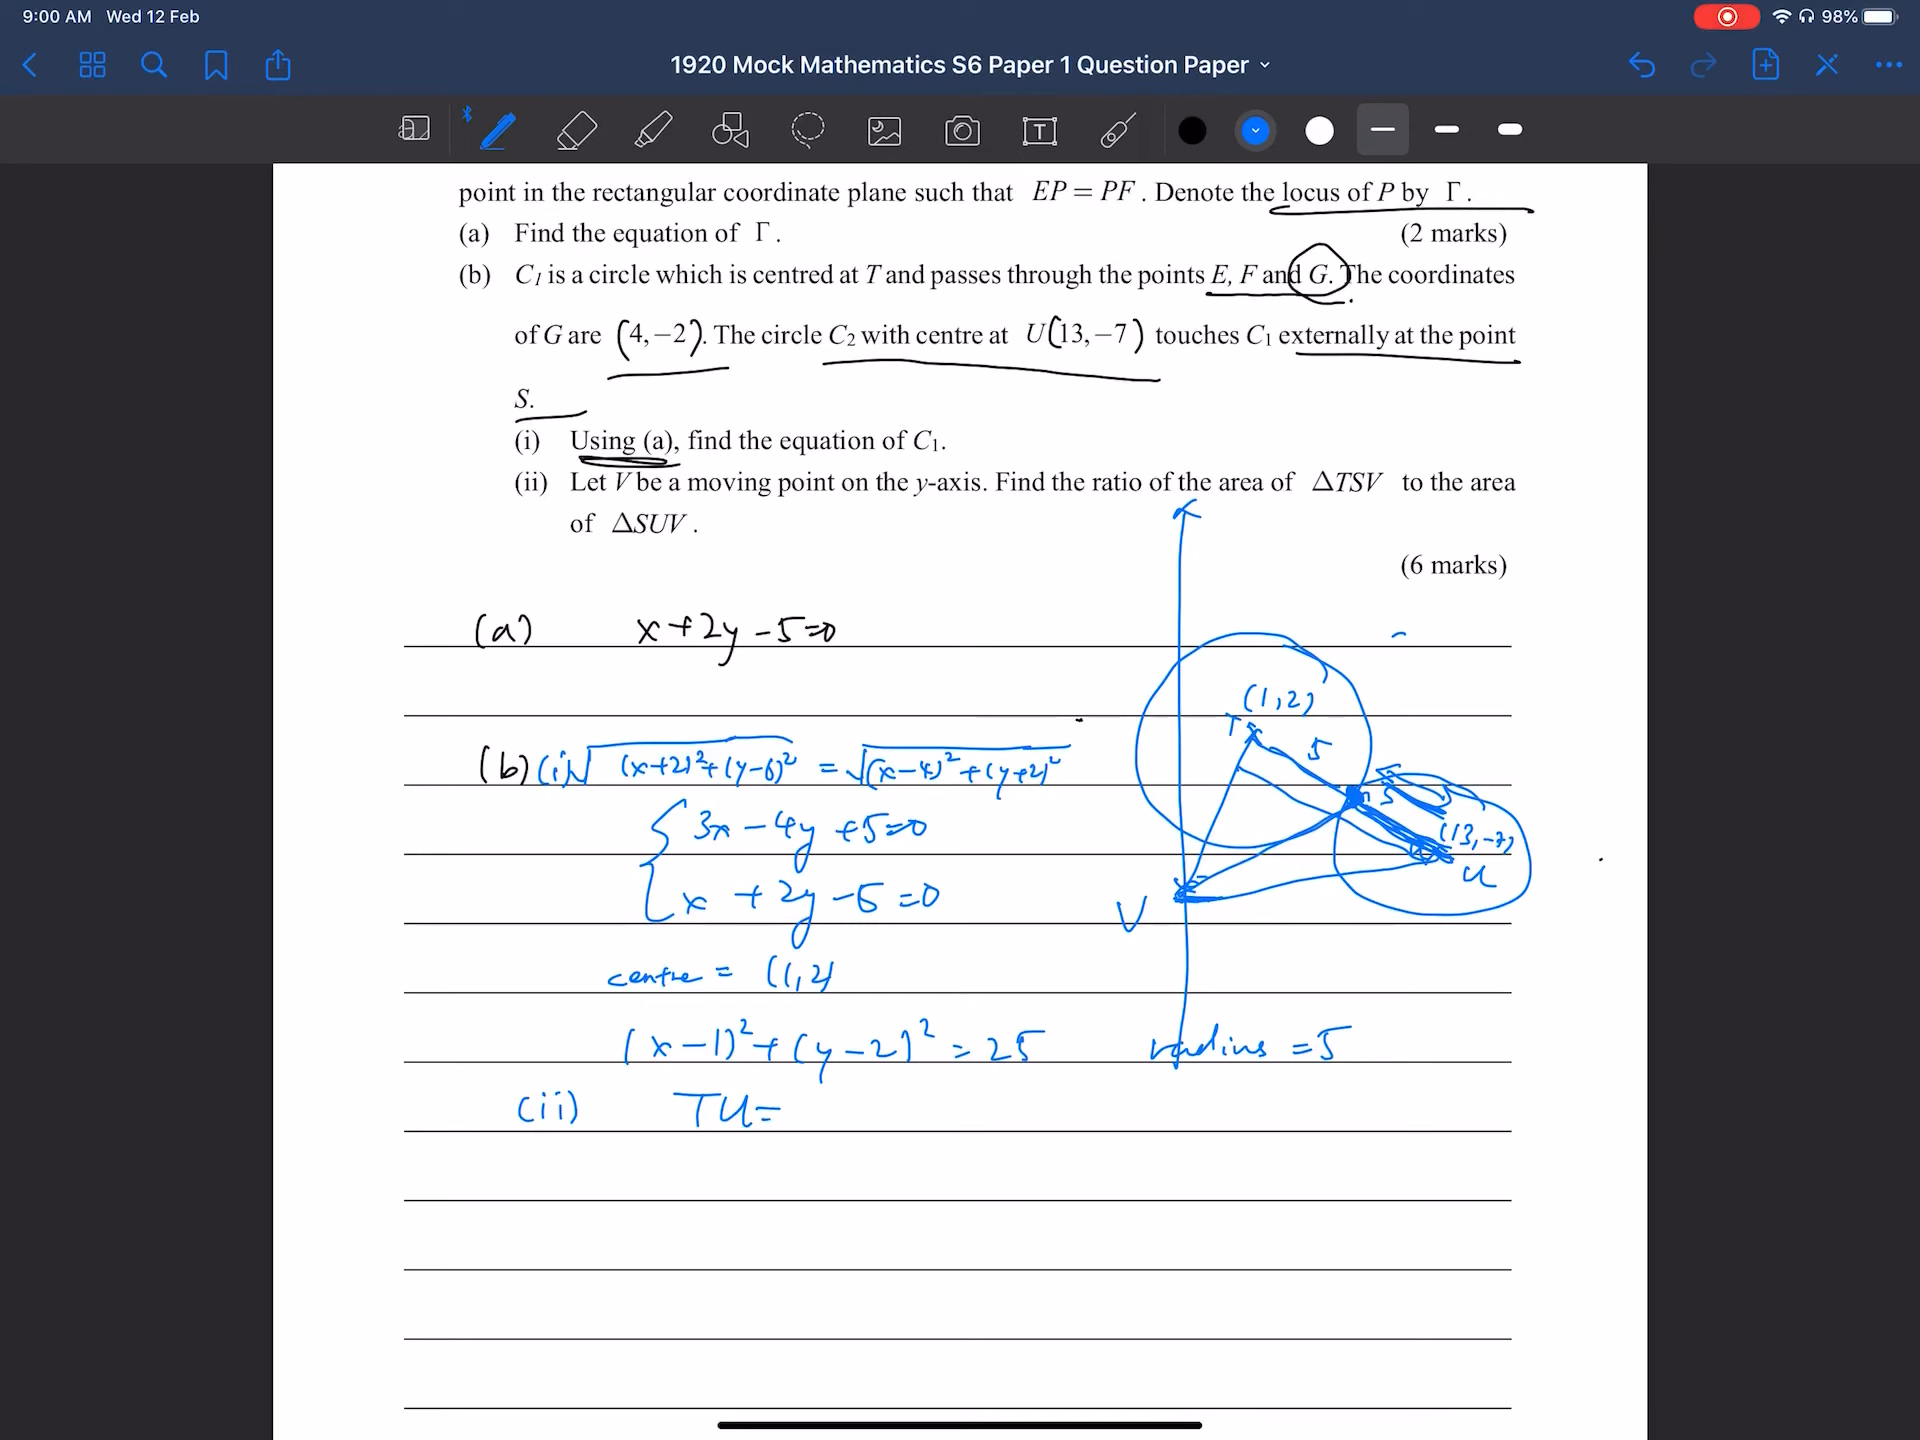 9:00 AM Wed 12 Feb
98%
1920 Mock Mathematics S6 Paper 1 Question Paper
point in the rectangular coordinate plane such that EP = PF. Denote the locus of P by Γ.
(a) Find the equation of Γ. (2 marks)
(b) C₁ is a circle which is centred at T and passes through the points E, F and G. The coordinates
of G are (4,−2). The circle C₂ with centre at U(13,−7) touches C₁ externally at the point
S.
(i) Using (a), find the equation of C₁.
(ii) Let V be a moving point on the y-axis. Find the ratio of the area of ΔTSV to the area
of ΔSUV.
(6 marks)
(a) x+2y−5=0
(1,2)
T
5
(b)(i) √(x+2)²+(y−6)² = √(x−4)²+(y+2)²
5
3x−4y+5=0
(13,−7)
U
x+2y−5=0
V
centre = (1,2)
(x−1)²+(y−2)²=25 radius = 5
(ii) TU=